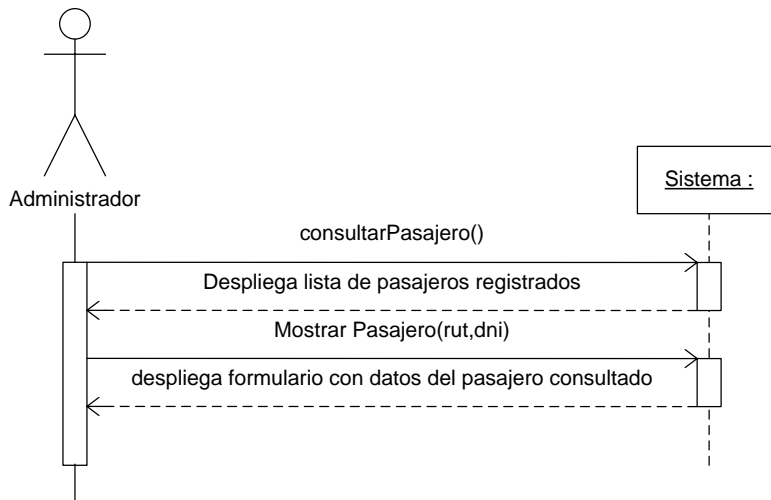 Administrador
Sistema :
consultarPasajero()
Despliega lista de pasajeros registrados
Mostrar Pasajero(rut,dni)
despliega formulario con datos del pasajero consultado